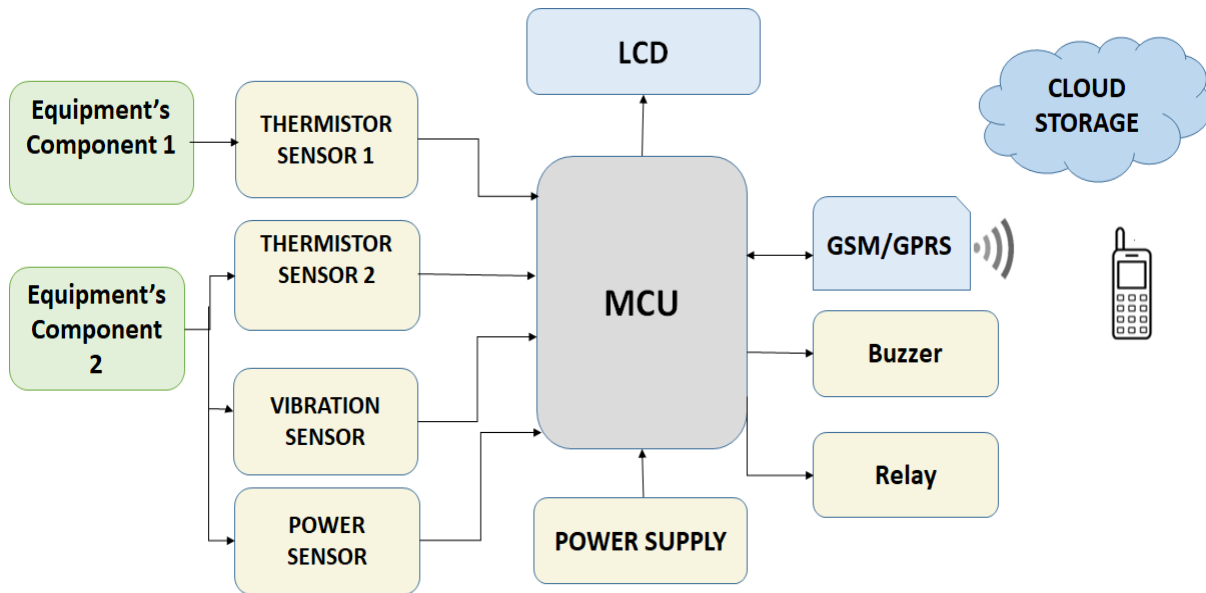 LCD
CLOUD
STORAGE
Equipment's
Component 1
THERMISTOR
SENSOR 1
THERMISTOR
SENSOR 2
GSM/GPRS
MCU
Equipment's
Component
2
Buzzer
VIBRATION
SENSOR
Relay
POWER
SENSOR
POWER SUPPLY